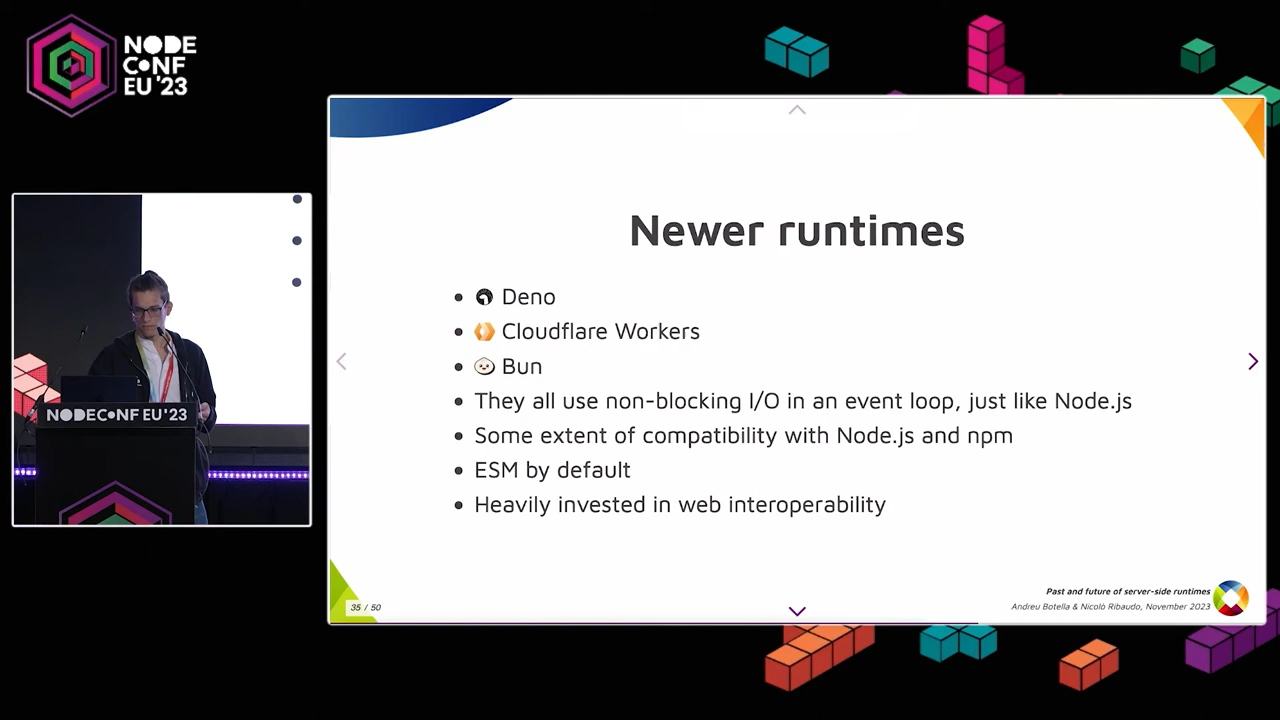 NODE
CONF
EU '23
Newer runtimes
Deno
Cloudflare Workers
Bun
They all use non-blocking I/O in an event loop, just like Node.js
Some extent of compatibility with Node.js and npm
ESM by default
Heavily invested in web interoperability
35 / 50
Past and future of server-side runtimes
Andreu Botella & Nicolò Ribaudo, November 2023
NODECONF EU'23